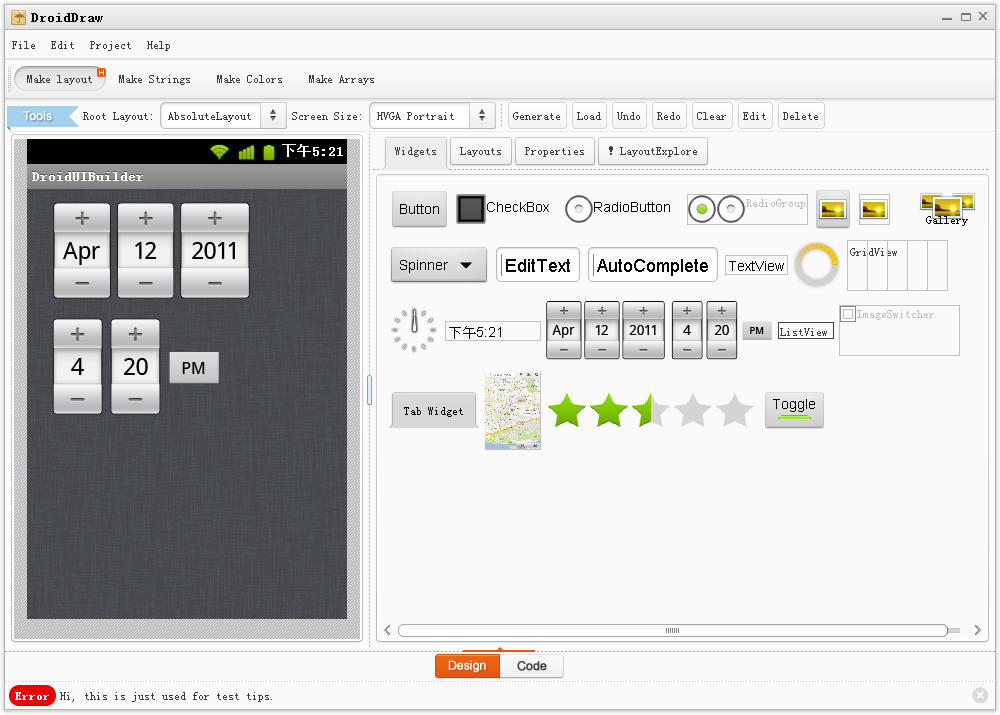 DroidDraw
File Edit Project Help
Make layout H Make Strings Make Colors Make Arrays
Tools Root Layout: AbsoluteLayout Screen Size: HVGA Portrait Generate Load Undo Redo Clear Edit Delete
下午5:21
DroidUIBuilder
+ + +
Apr 12 2011
− − −
+ +
4 20 PM
− −
Widgets Layouts Properties ! LayoutExplore
Button CheckBox RadioButton RadioGroup Gallery
Spinner EditText AutoComplete TextView GridView
+ + + + +
下午5:21 Apr 12 2011 4 20 PM ListView ImageSwitcher
− − − − −
Tab Widget Toggle
Design Code
Error Hi, this is just used for test tips.